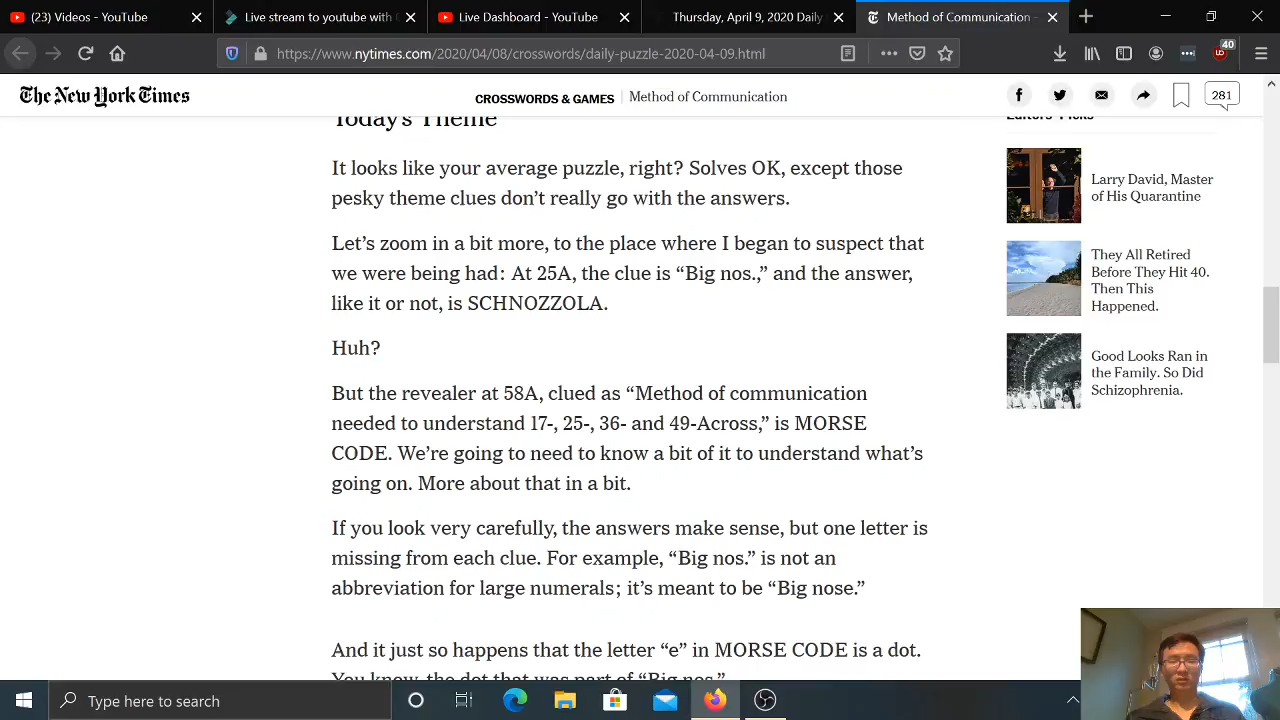 (23) Videos - YouTube
Live stream to youtube with
Live Dashboard - YouTube
Thursday, April 9, 2020 Daily
Method of Communication -
https://www.nytimes.com/2020/04/08/crosswords/daily-puzzle-2020-04-09.html
40
The New York Times
CROSSWORDS & GAMES
Method of Communication
281
Today's Theme
Editors' Picks
It looks like your average puzzle, right? Solves OK, except those
pesky theme clues don't really go with the answers.
Let's zoom in a bit more, to the place where I began to suspect that
we were being had: At 25A, the clue is “Big nos.,” and the answer,
like it or not, is SCHNOZZOLA.
Huh?
But the revealer at 58A, clued as “Method of communication
needed to understand 17-, 25-, 36- and 49-Across,” is MORSE
CODE. We're going to need to know a bit of it to understand what's
going on. More about that in a bit.
If you look very carefully, the answers make sense, but one letter is
missing from each clue. For example, “Big nos.” is not an
abbreviation for large numerals; it's meant to be “Big nose.”
And it just so happens that the letter “e” in MORSE CODE is a dot.
You know, the dot that was part of “Big nos.”
Larry David, Master
of His Quarantine
They All Retired
Before They Hit 40.
Then This
Happened.
Good Looks Ran in
the Family. So Did
Schizophrenia.
Type here to search